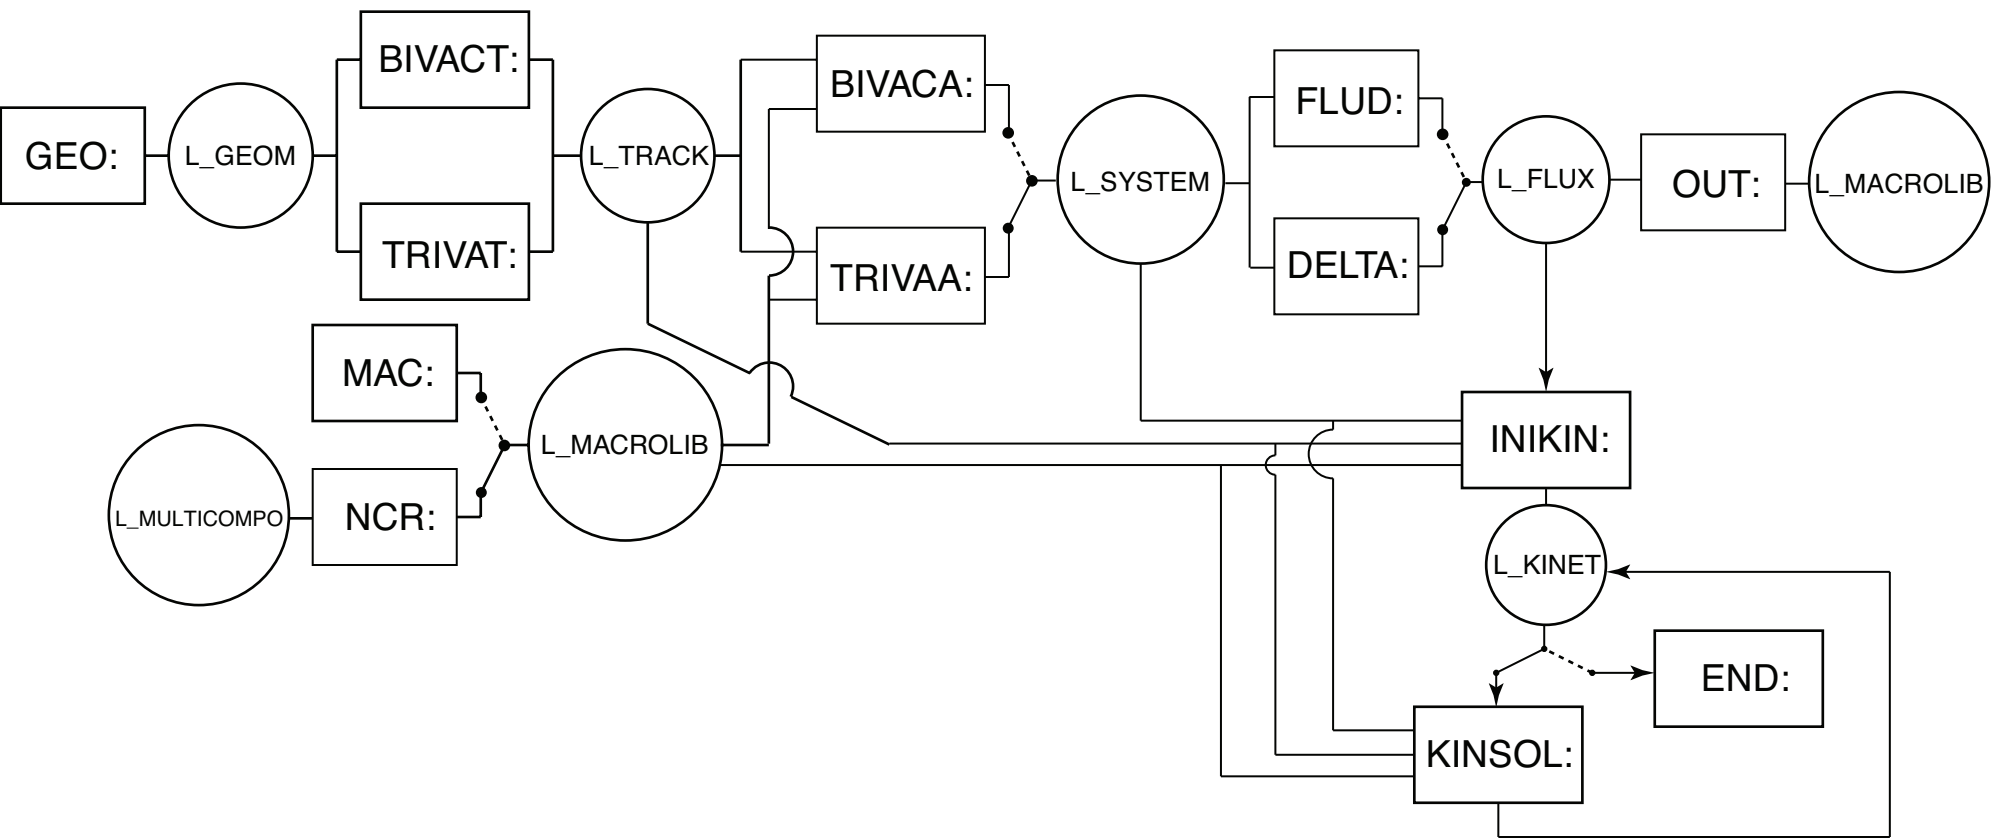 BIVACT:
GEO:
L_GEOM
TRIVAT:
L_TRACK
BIVACA:
TRIVAA:
L_SYSTEM
FLUD:
DELTA:
L_FLUX
OUT:
L_MACROLIB
MAC:
L_MULTICOMPO
NCR:
L_MACROLIB
INIKIN:
L_KINET
END:
KINSOL: